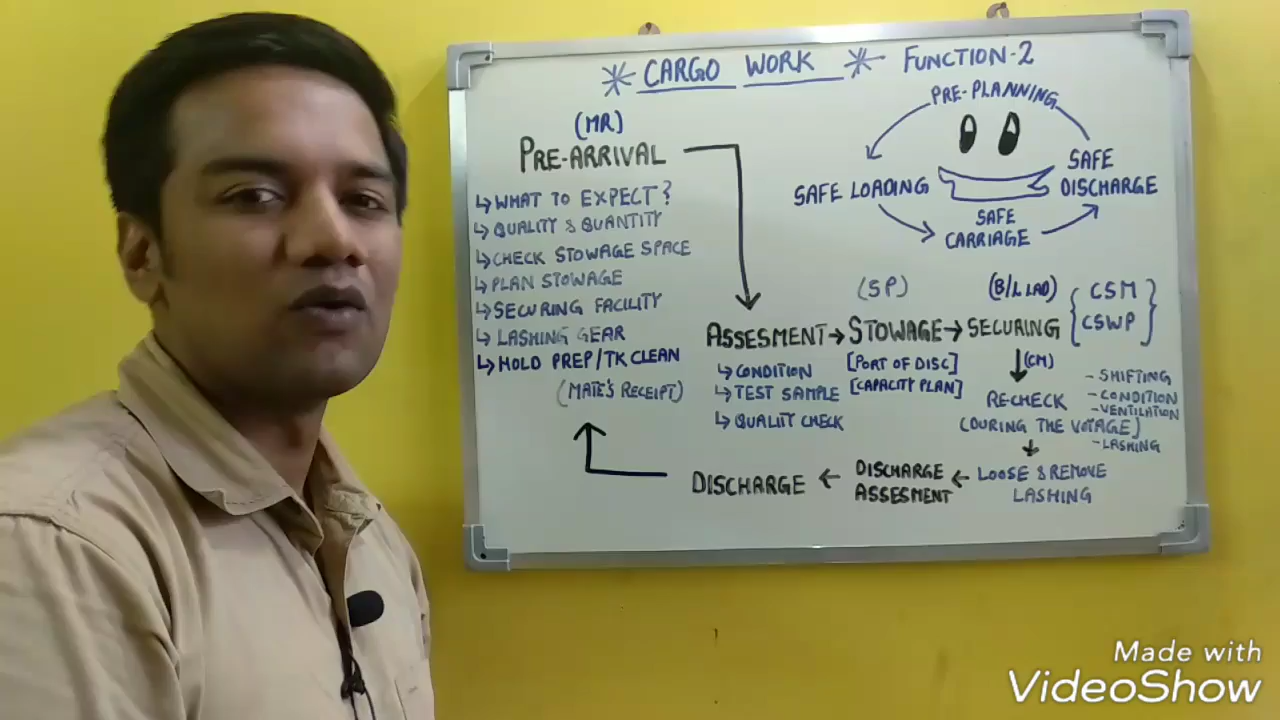 * CARGO WORK * FUNCTION-2
PRE-PLANNING
SAFE LOADING
SAFE
DISCHARGE
SAFE
CARRIAGE
(MR)
PRE-ARRIVAL
↳ WHAT TO EXPECT?
↳ QUALITY & QUANTITY
↳ CHECK STOWAGE SPACE
↳ PLAN STOWAGE
↳ SECURING FACILITY
↳ LASHING GEAR
↳ HOLD PREP/TK CLEAN
(MATE'S RECEIPT)
ASSESMENT → STOWAGE → SECURING
↳ CONDITION
↳ TEST SAMPLE
↳ QUALITY CHECK
(SP)
[PORT OF DISC]
[CAPACITY PLAN]
(B/L LAD)
{ CSM }
CSWP
(CM)
RE-CHECK
(DURING THE VOYAGE)
- SHIFTING
- CONDITION
- VENTILATION
- LASHING
LOOSE & REMOVE
LASHING
DISCHARGE
ASSESMENT
DISCHARGE
Made with
VideoShow